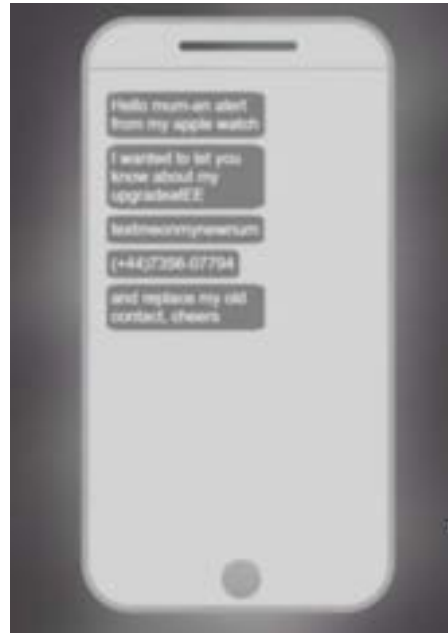 Hello mum-an alert
from my apple watch
I wanted to let you
know about my
upgradeatEE
textmeonmynewnum
(+44)7356-07794
and replace my old
contact, cheers